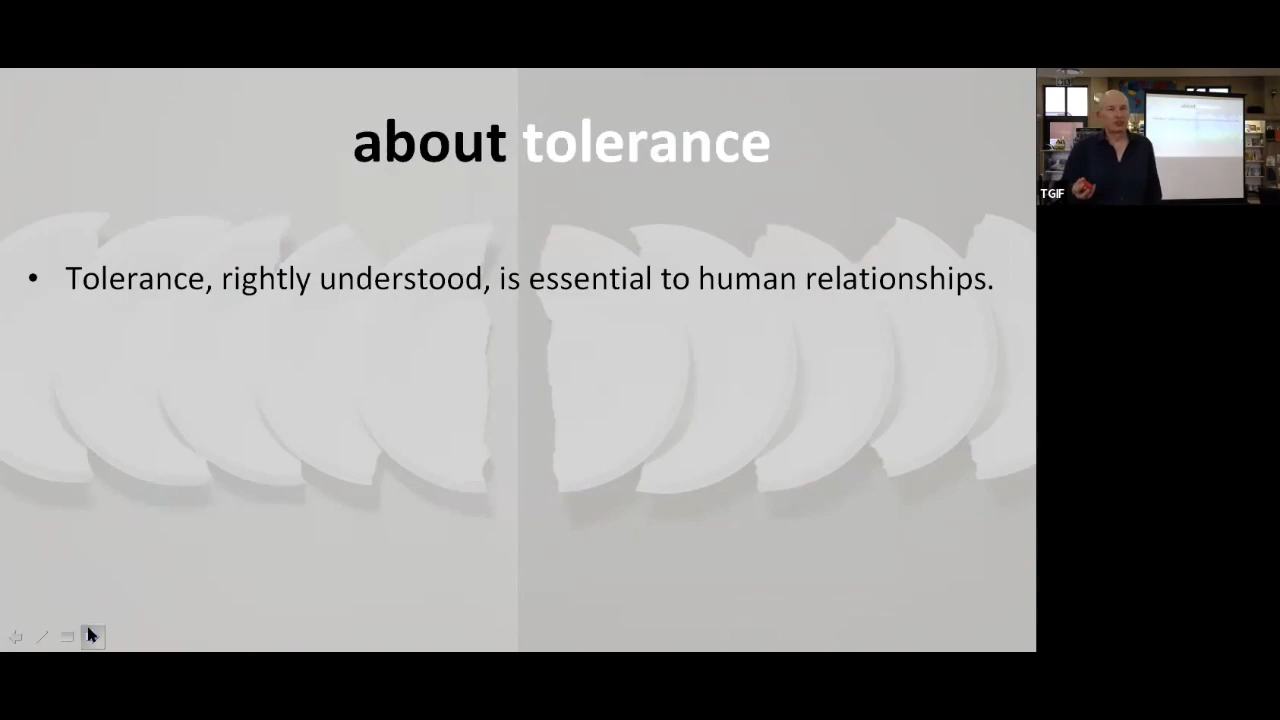 about tolerance
• Tolerance, rightly understood, is essential to human relationships.
TGIF